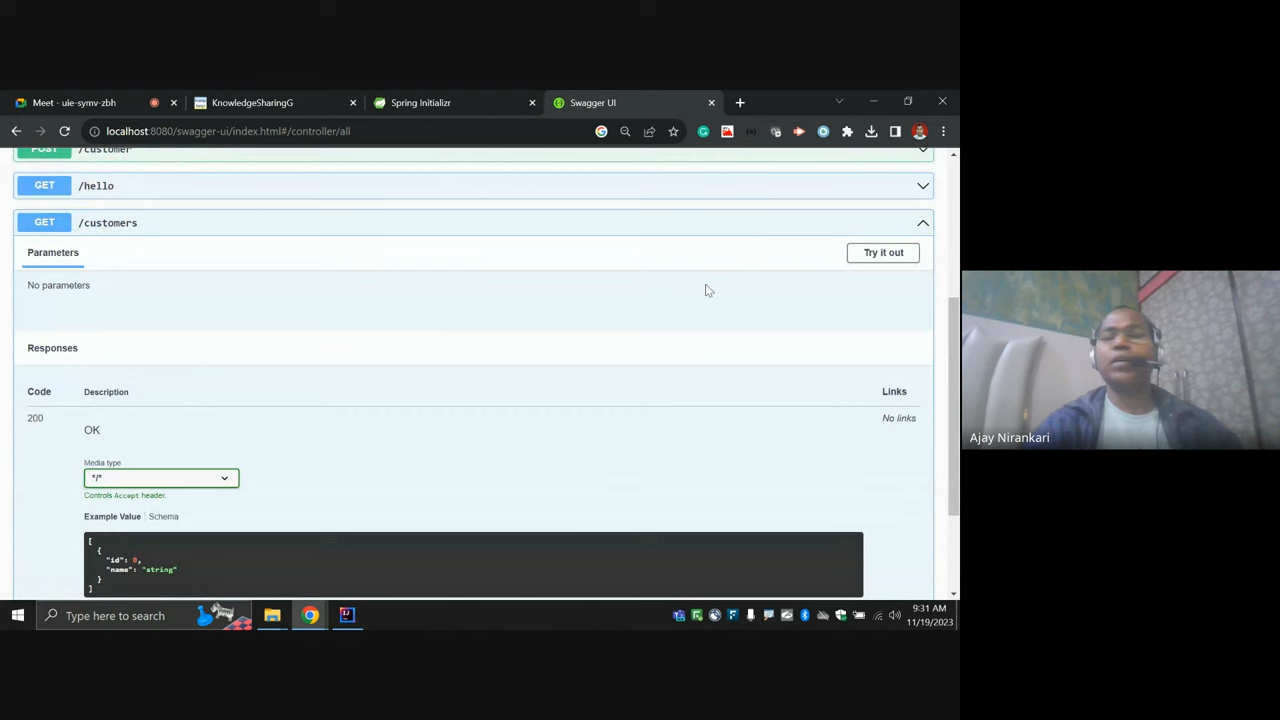 Meet - uie-symv-zbh
KnowledgeSharingG
Spring Initializr
Swagger UI
localhost:8080/swagger-ui/index.html#/controller/all
POST /customer
GET /hello
GET /customers
Parameters
Try it out
No parameters
Responses
Code Description Links
200 OK No links
Media type
*/*
Controls Accept header.
Example Value Schema
[
{
"id": 0,
"name": "string"
}
]
Type here to search
9:31 AM
11/19/2023
Ajay Nirankari